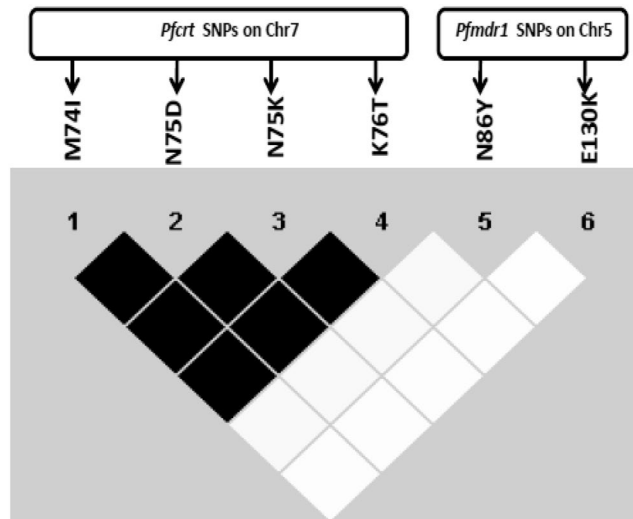 Pfcrt SNPs on Chr7
Pfmdr1 SNPs on Chr5
M74I
N75D
N75K
K76T
N86Y
E130K
1 2 3 4 5 6